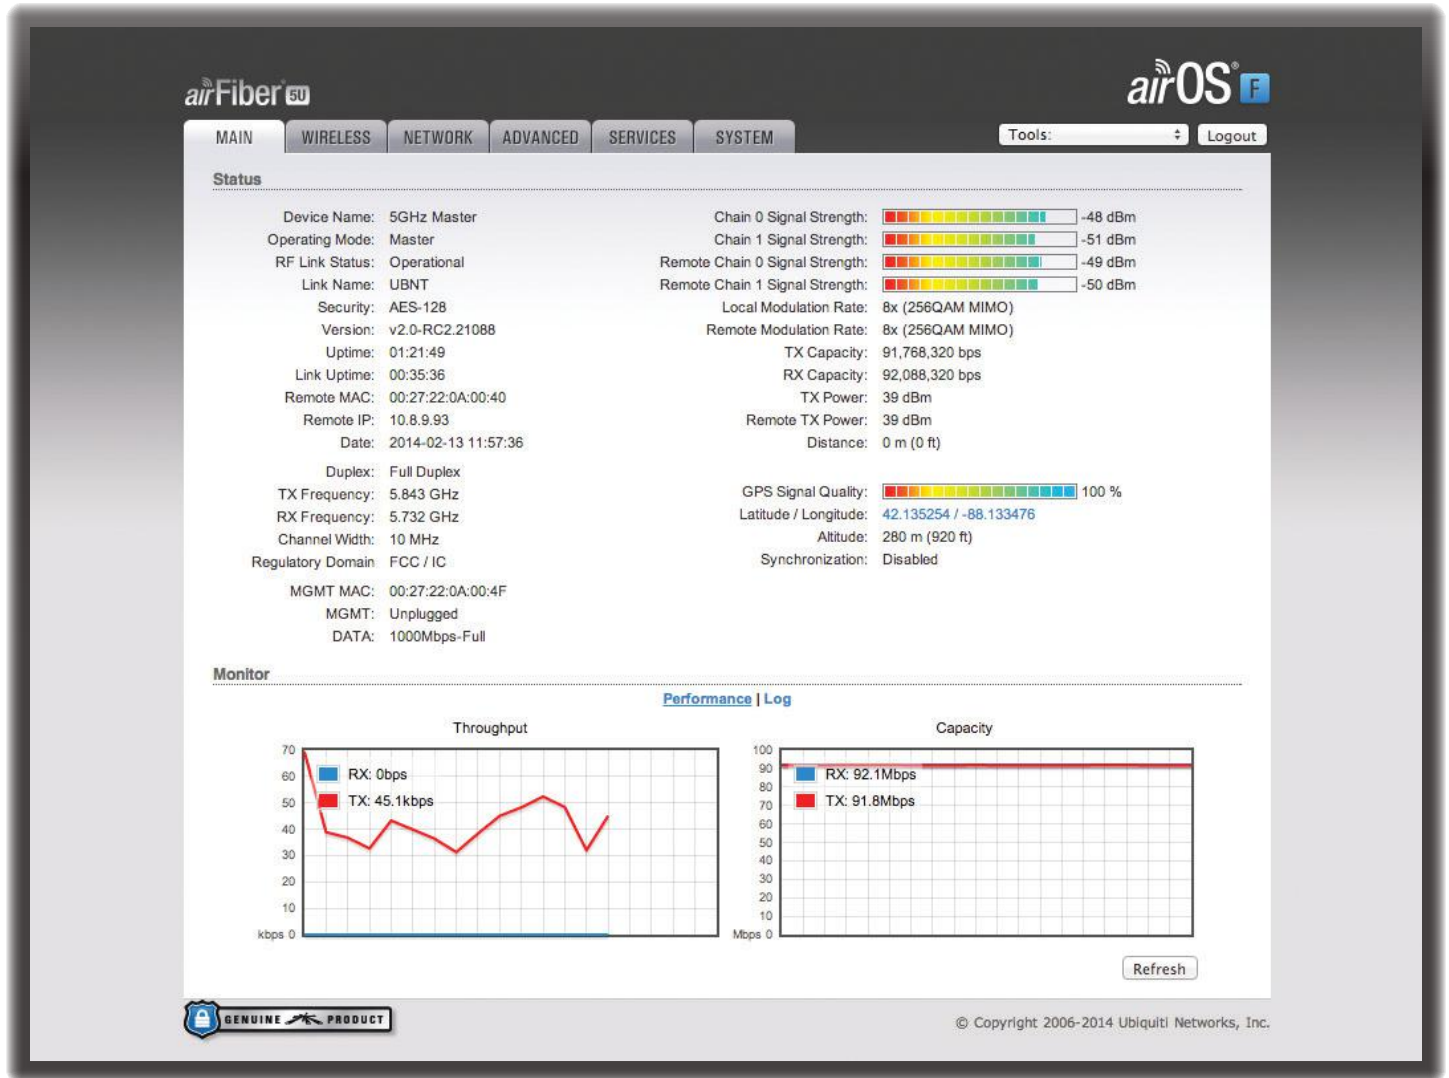 airFiber® 5U
airOS® F
MAIN WIRELESS NETWORK ADVANCED SERVICES SYSTEM Tools: Logout
Status
Device Name: 5GHz Master
Operating Mode: Master
RF Link Status: Operational
Link Name: UBNT
Security: AES-128
Version: v2.0-RC2.21088
Uptime: 01:21:49
Link Uptime: 00:35:36
Remote MAC: 00:27:22:0A:00:40
Remote IP: 10.8.9.93
Date: 2014-02-13 11:57:36
Duplex: Full Duplex
TX Frequency: 5.843 GHz
RX Frequency: 5.732 GHz
Channel Width: 10 MHz
Regulatory Domain FCC / IC
MGMT MAC: 00:27:22:0A:00:4F
MGMT: Unplugged
DATA: 1000Mbps-Full
Chain 0 Signal Strength: -48 dBm
Chain 1 Signal Strength: -51 dBm
Remote Chain 0 Signal Strength: -49 dBm
Remote Chain 1 Signal Strength: -50 dBm
Local Modulation Rate: 8x (256QAM MIMO)
Remote Modulation Rate: 8x (256QAM MIMO)
TX Capacity: 91,768,320 bps
RX Capacity: 92,088,320 bps
TX Power: 39 dBm
Remote TX Power: 39 dBm
Distance: 0 m (0 ft)
GPS Signal Quality: 100 %
Latitude / Longitude: 42.135254 / -88.133476
Altitude: 280 m (920 ft)
Synchronization: Disabled
Monitor
Performance | Log
Throughput
70
60
50
40
30
20
10
kbps 0
RX: 0bps
TX: 45.1kbps
Capacity
100
90
80
70
60
50
40
30
20
10
Mbps 0
RX: 92.1Mbps
TX: 91.8Mbps
Refresh
GENUINE PRODUCT
© Copyright 2006-2014 Ubiquiti Networks, Inc.